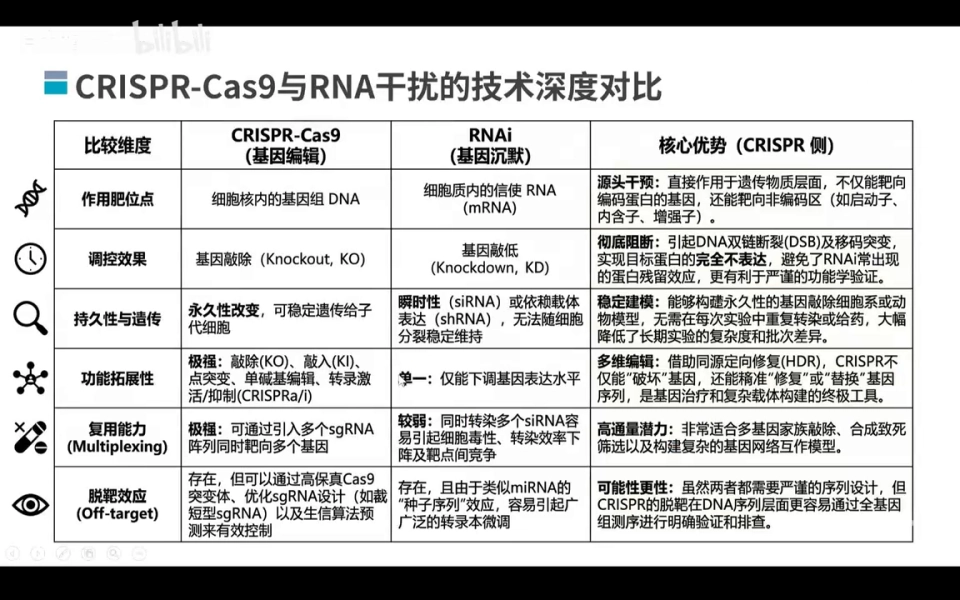 bilibili
CRISPR-Cas9与RNA干扰的技术深度对比
比较维度
CRISPR-Cas9
(基因编辑)
RNAi
(基因沉默)
核心优势（CRISPR 侧)
作用肥位点
细胞核内的基因组 DNA
细胞质内的信使 RNA
(mRNA)
源头干预：直接作用于遗传物质层面，不仅能靶向
编码蛋白的基因，还能靶向非编码区（如启动子、
内含子、增强子）。
调控效果
基因敲除（Knockout, KO）
基因敲低
(Knockdown, KD)
彻底阻断：引起DNA双链断裂(DSB)及移码突变，
实现目标蛋白的完全不表达，避免了RNAi常出现
的蛋白残留效应，更有利于严谨的功能学验证。
持久性与遗传
永久性改变，可稳定遗传给子
代细胞
瞬时性（siRNA）或依赖载体
表达（shRNA），无法随细胞
分裂稳定维持
稳定建模：能够构建永久性的基因敲除细胞系或动
物模型，无需在每次实验中重复转染或给药，大幅
降低了长期实验的复杂度和批次差异。
功能拓展性
极强：敲除(KO)、敲入(KI)、
点突变、单碱基编辑、转录激
活/抑制(CRISPRa/i)
单一：仅能下调基因表达水平
多维编辑：借助同源定向修复(HDR)，CRISPR不
仅能"破坏"基因，还能精准"修复"或"替换"基因
序列，是基因治疗和复杂载体构建的终极工具。
复用能力
(Multiplexing)
极强：可通过引入多个sgRNA
阵列同时靶向多个基因
较弱：同时转染多个siRNA容
易引起细胞毒性、转染效率下
降及靶点间竞争
高通量潜力：非常适合多基因家族敲除、合成致死
筛选以及构建复杂的基因网络互作模型。
脱靶效应
(Off-target)
存在，但可以通过高保真Cas9
突变体、优化sgRNA设计（如截
短型sgRNA）以及生信算法预
测来有效控制
存在，且由于类似miRNA的
"种子序列"效应，容易引起广
广泛的转录本微调
可能性更性：虽然两者都需要严谨的序列设计，但
CRISPR的脱靶在DNA序列层面更容易通过全基因
组测序进行明确验证和排查。